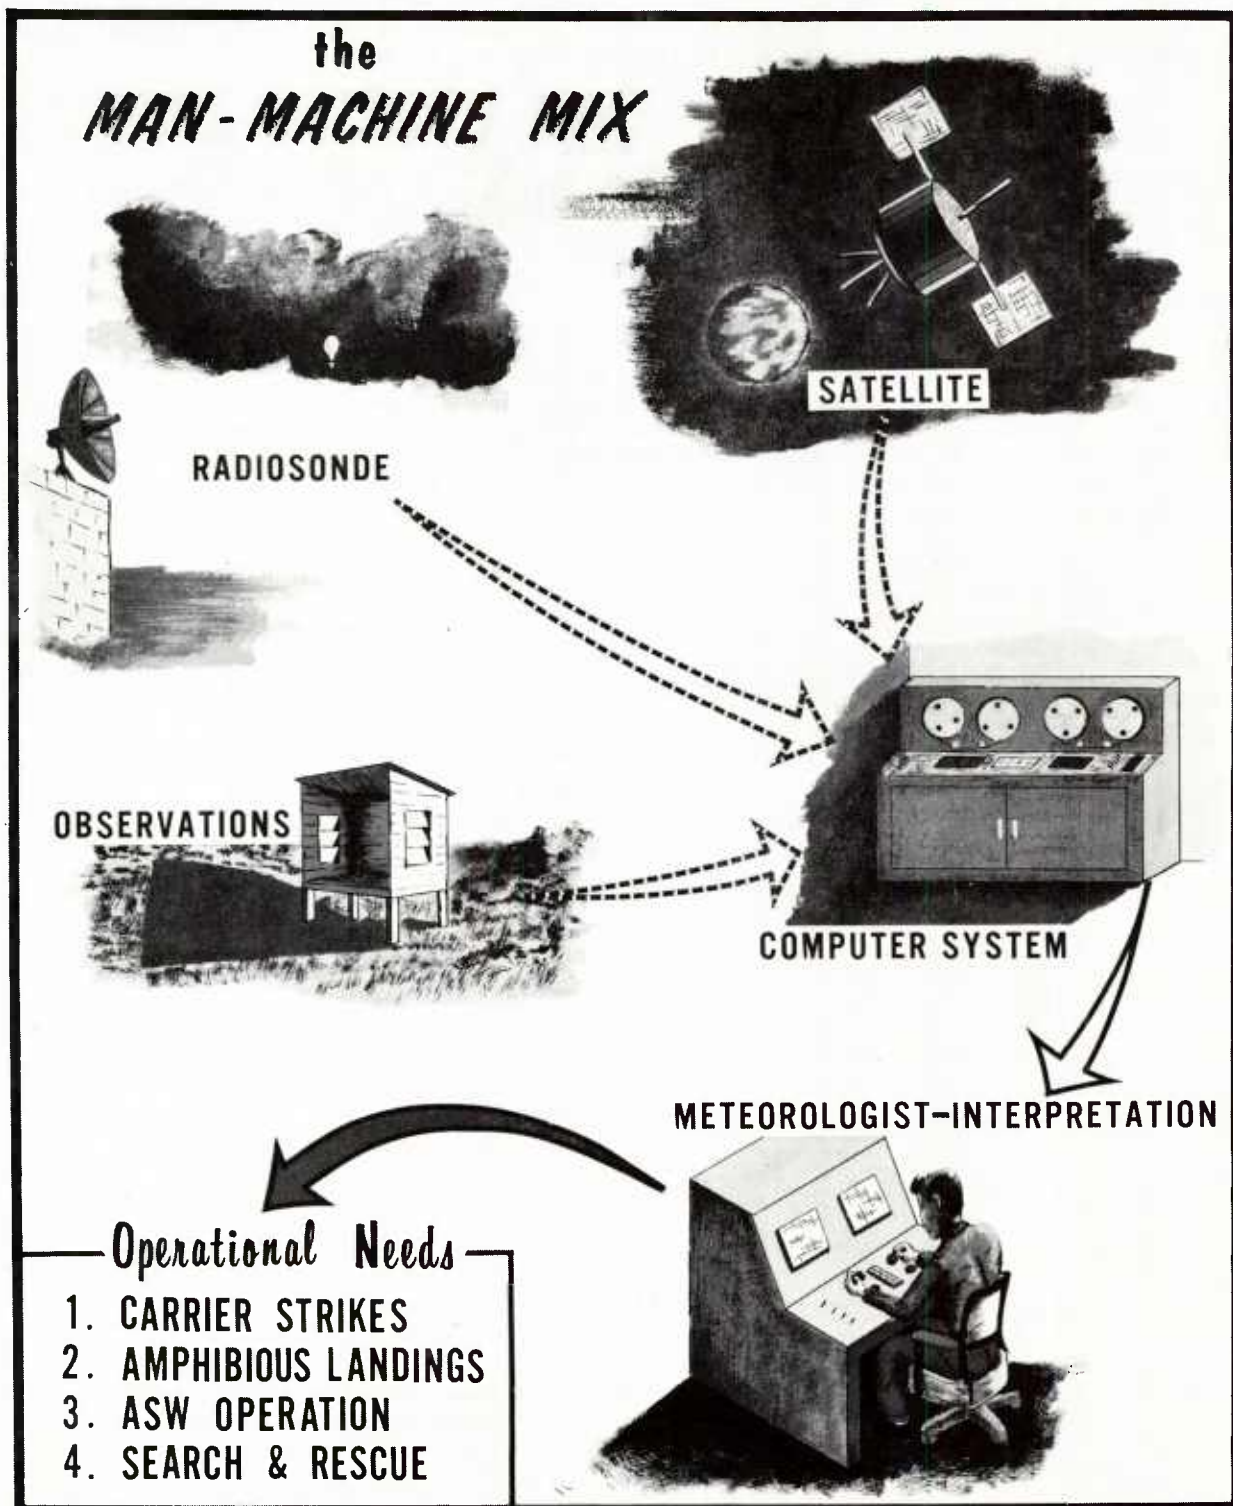 the
MAN-MACHINE MIX
SATELLITE
RADIOSONDE
OBSERVATIONS
COMPUTER SYSTEM
METEOROLOGIST-INTERPRETATION
Operational Needs
1. CARRIER STRIKES
2. AMPHIBIOUS LANDINGS
3. ASW OPERATION
4. SEARCH & RESCUE